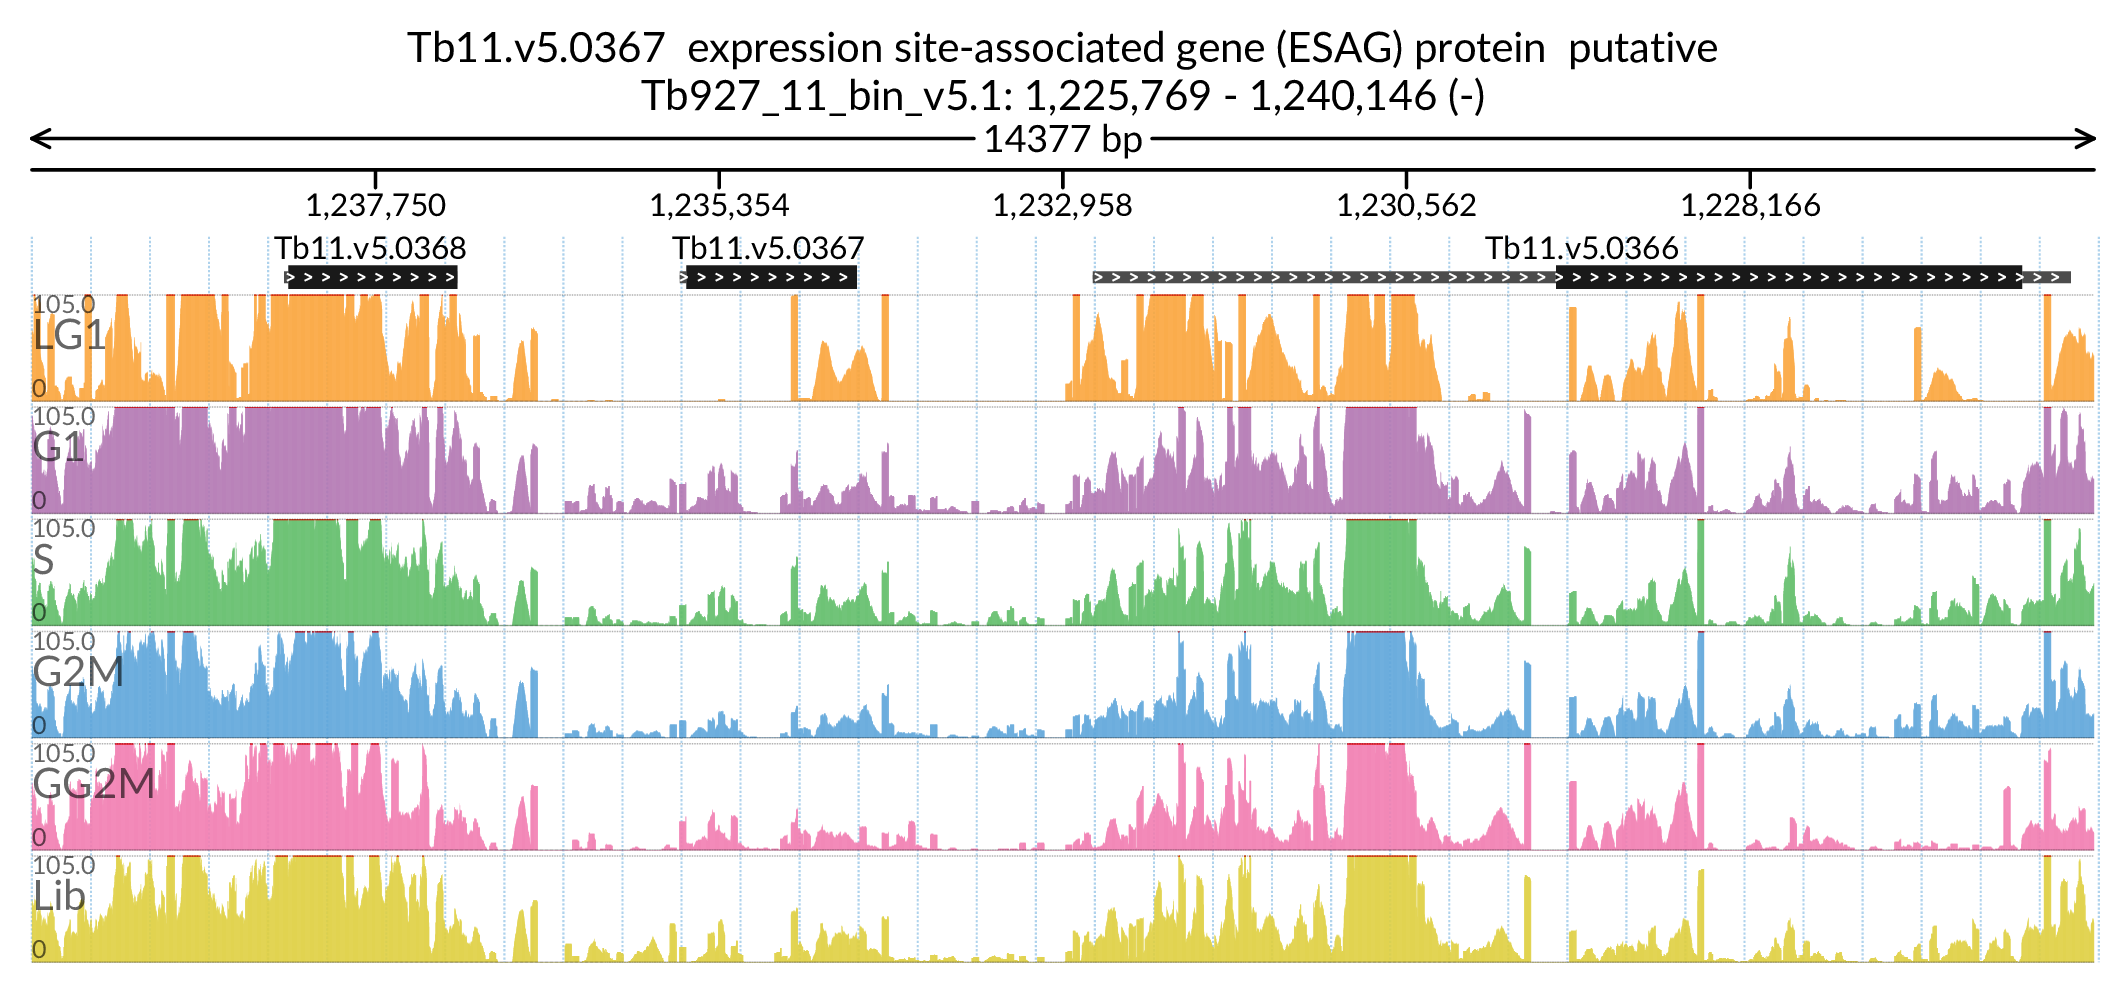 Tb11.v5.0367  expression site-associated gene (ESAG) protein  putative
Tb927_11_bin_v5.1: 1,225,769 - 1,240,146 (-)
14377 bp
1,237,750 1,235,354 1,232,958 1,230,562 1,228,166
Tb11.v5.0368 Tb11.v5.0367 Tb11.v5.0366
105.0
LG1
0
105.0
G1
0
105.0
S
0
105.0
G2M
0
105.0
GG2M
0
105.0
Lib
0